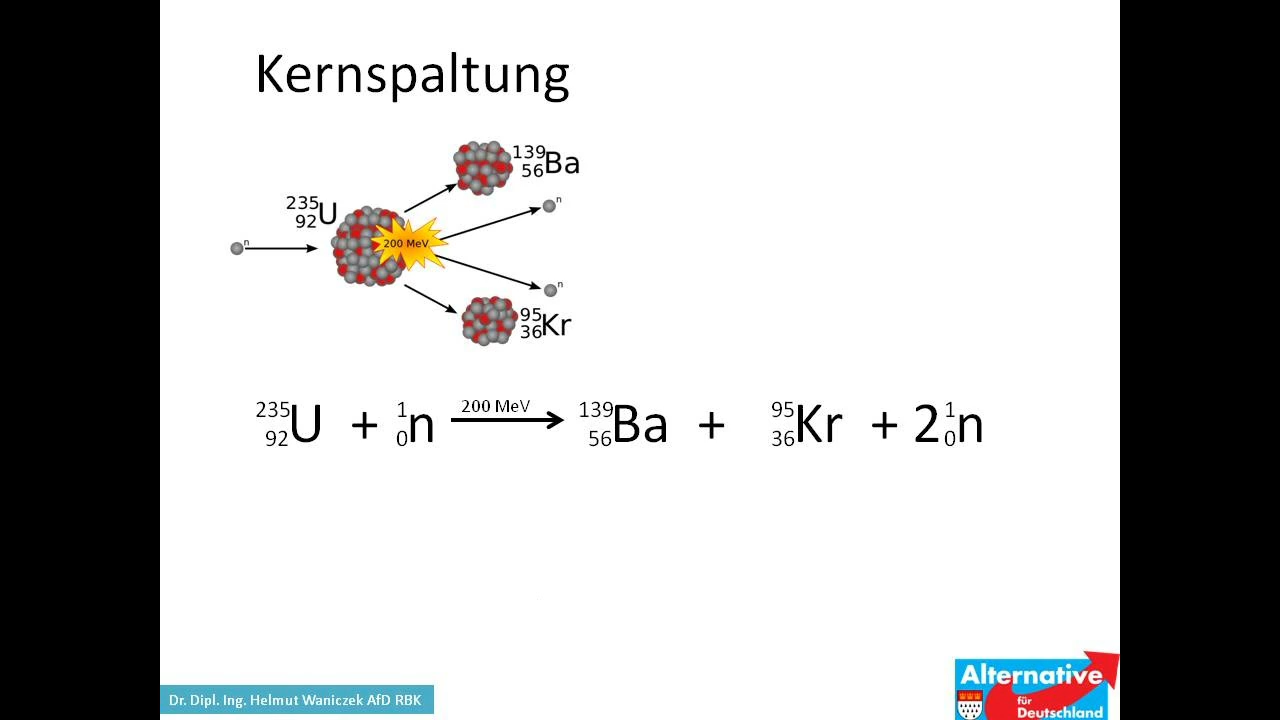 Kernspaltung
139
56Ba
n
235
92U
n
200 MeV
n
95
36Kr
235 1 200 MeV 139 95 1
92U + 0n 56Ba + 36Kr + 2 0n
Dr. Dipl. Ing. Helmut Waniczek AfD RBK
Alternative
für
Deutschland